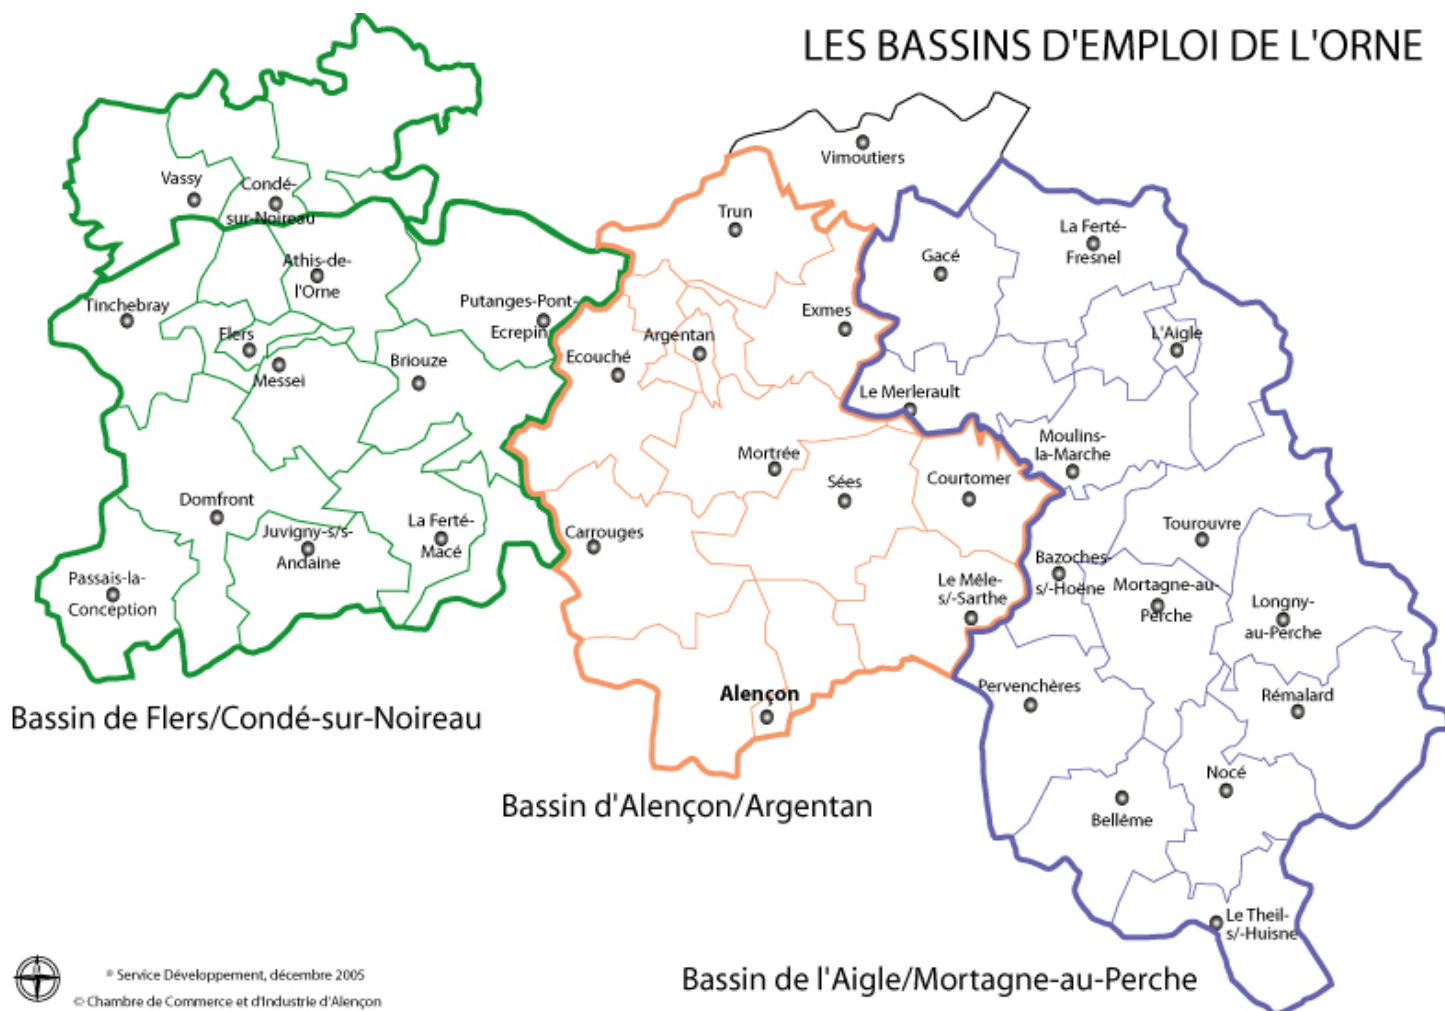 LES BASSINS D'EMPLOI DE L'ORNE
Vimoutiers
Vassy
Condé-
sur-Noireau
Trun
La Ferté-
Fresnel
Gacé
Athis-de-
l'Orne
Tinchebray
Putanges-Pont-
Ecrepin
Exmes
Flers
Argentan
L'Aigle
Ecouché
Briouze
Messei
Le Merlerault
Moulins-
la-Marche
Mortrée
Sées
Courtomer
Domfront
La Ferté-
Macé
Juvigny-s/s-
Andaine
Carrouges
Tourouvre
Bazoches-
s/-Hoëne
Passais-la-
Conception
Le Mêle-
s/-Sarthe
Mortagne-au-
Perche
Longny-
au-Perche
Pervenchères
Alençon
Rémalard
Bassin de Flers/Condé-sur-Noireau
Nocé
Bassin d'Alençon/Argentan
Bellême
Le Theil-
s/-Huisne
Bassin de l'Aigle/Mortagne-au-Perche
® Service Développement, décembre 2005
© Chambre de Commerce et d'Industrie d'Alençon